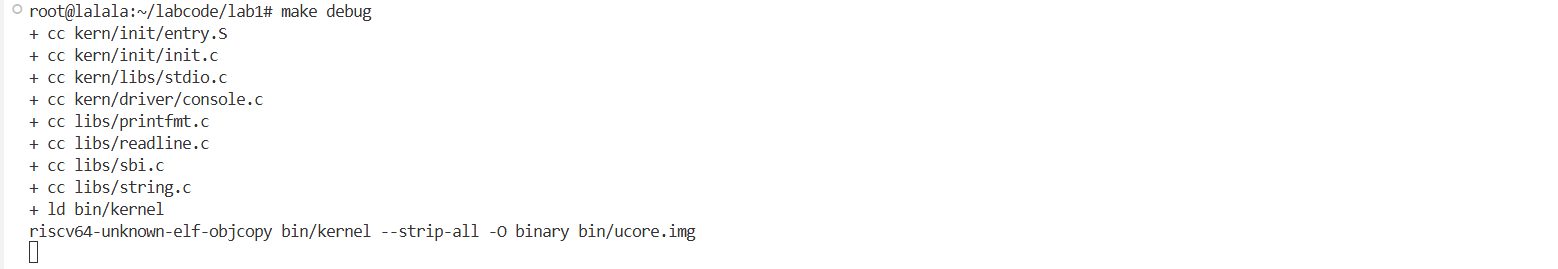 root@lalala:~/labcode/lab1# make debug
+ cc kern/init/entry.S
+ cc kern/init/init.c
+ cc kern/libs/stdio.c
+ cc kern/driver/console.c
+ cc libs/printfmt.c
+ cc libs/readline.c
+ cc libs/sbi.c
+ cc libs/string.c
+ ld bin/kernel
riscv64-unknown-elf-objcopy bin/kernel --strip-all -O binary bin/ucore.img